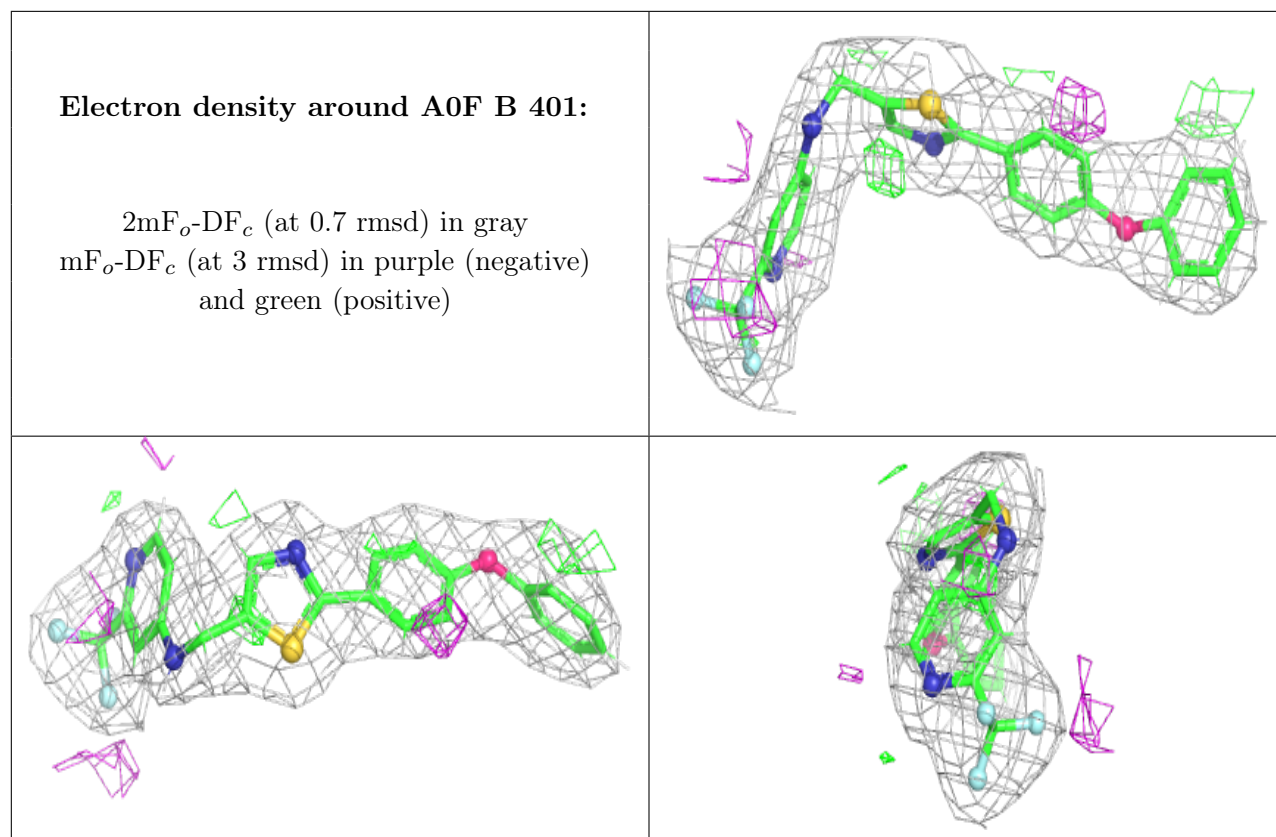 Electron density around A0F B 401:
2mFo-DFc (at 0.7 rmsd) in gray
mFo-DFc (at 3 rmsd) in purple (negative)
and green (positive)